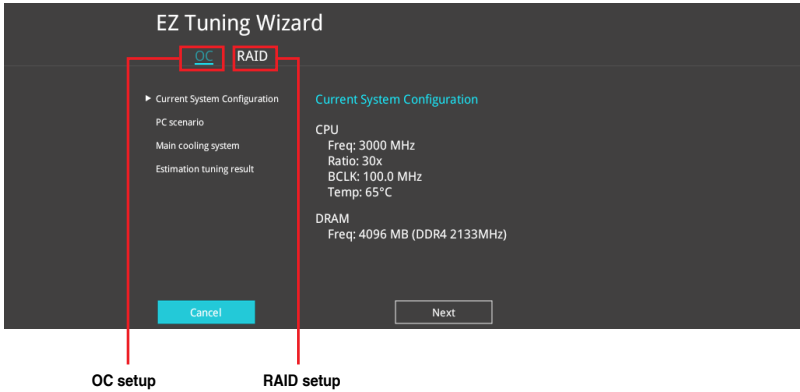 EZ Tuning Wizard
OC RAID
Current System Configuration
PC scenario
Main cooling system
Estimation tuning result
Current System Configuration
CPU
Freq: 3000 MHz
Ratio: 30x
BCLK: 100.0 MHz
Temp: 65°C
DRAM
Freq: 4096 MB (DDR4 2133MHz)
Cancel Next
OC setup RAID setup